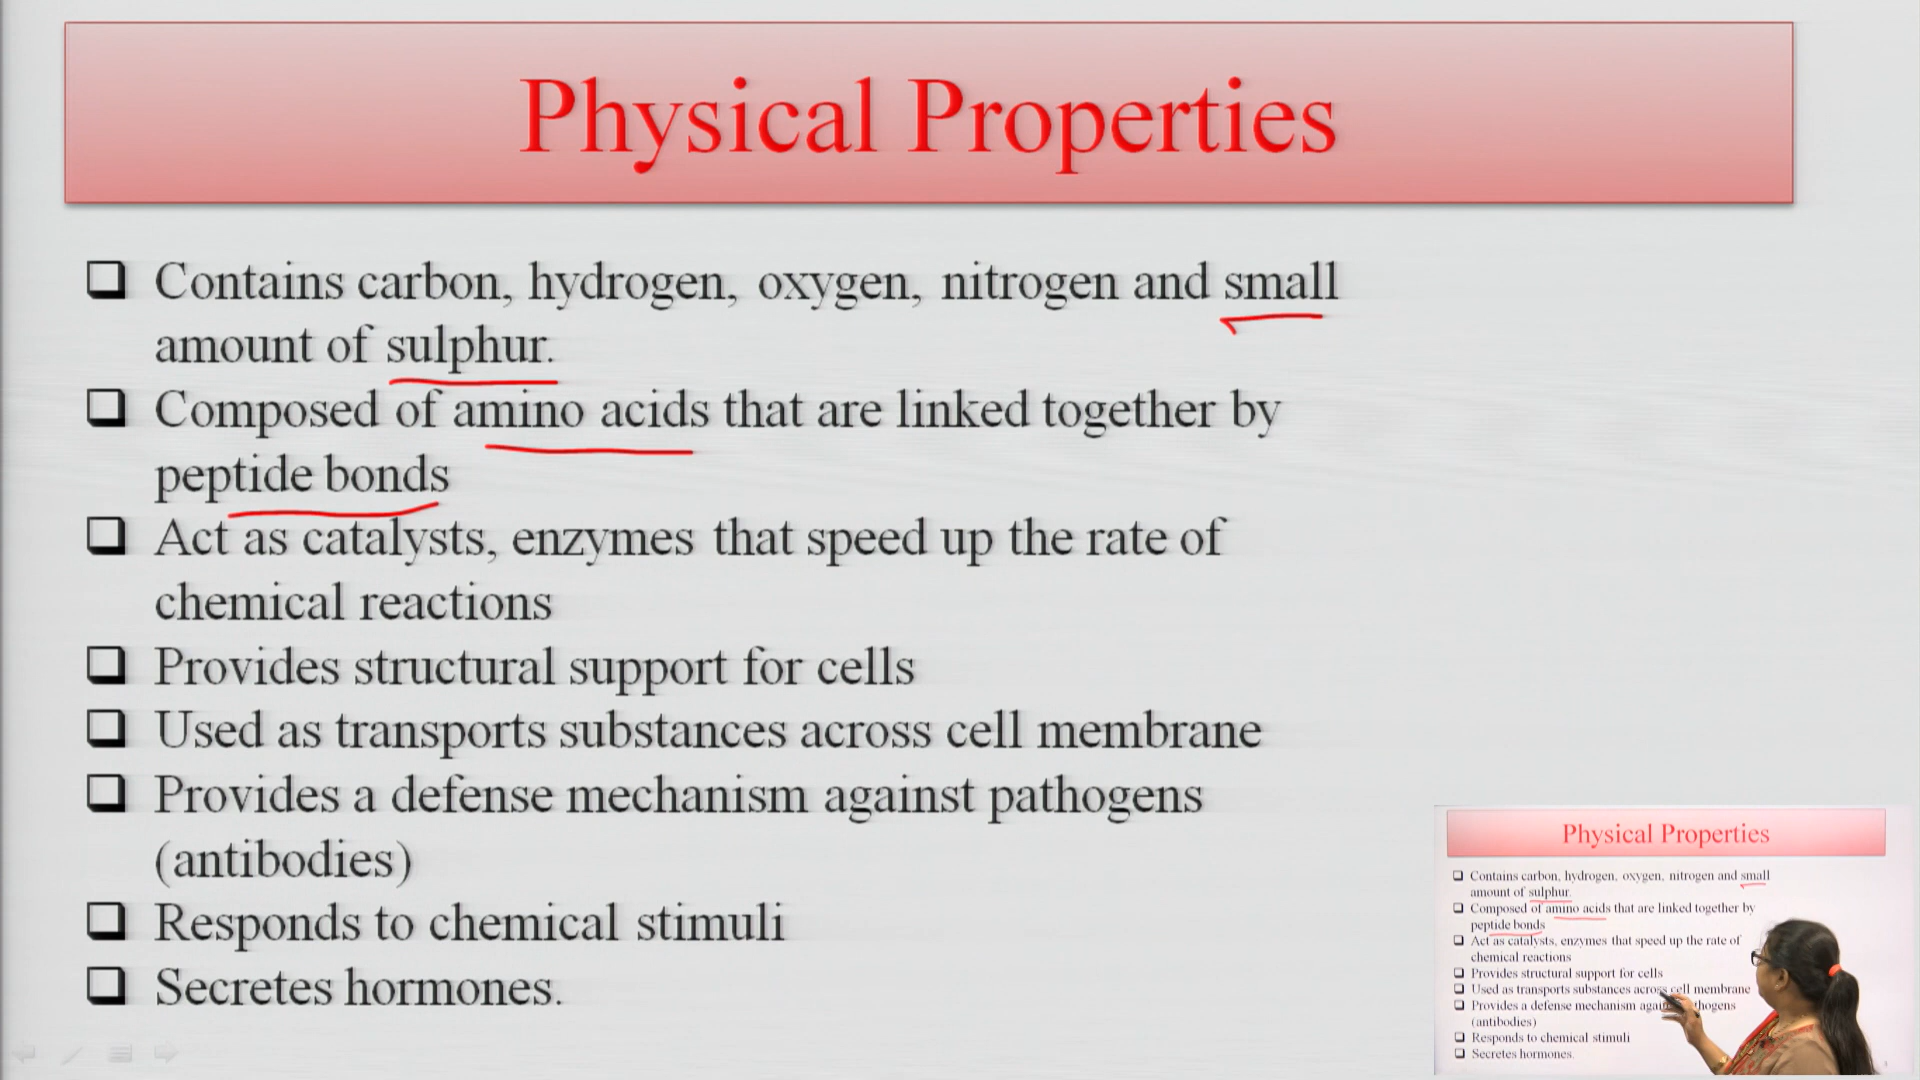 Physical Properties
Contains carbon, hydrogen, oxygen, nitrogen and small
amount of sulphur.
Composed of amino acids that are linked together by
peptide bonds
Act as catalysts, enzymes that speed up the rate of
chemical reactions
Provides structural support for cells
Used as transports substances across cell membrane
Provides a defense mechanism against pathogens
(antibodies)
Responds to chemical stimuli
Secretes hormones.
Physical Properties
Contains carbon, hydrogen, oxygen, nitrogen and small
amount of sulphur.
Composed of amino acids that are linked together by
peptide bonds
Act as catalysts, enzymes that speed up the rate of
chemical reactions
Provides structural support for cells
Used as transports substances across cell membrane
Provides a defense mechanism
(antibodies)
Responds to chemical stimuli
Secretes hormones.